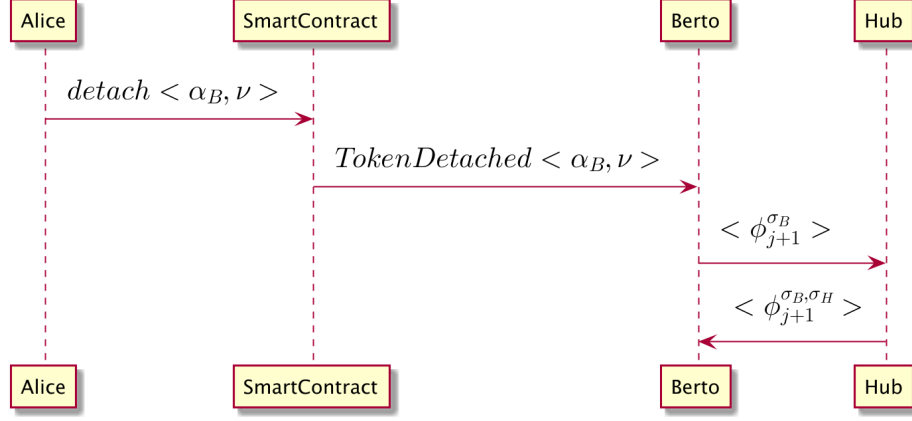 Alice SmartContract Berto Hub
detach < α_B, ν >
TokenDetached < α_B, ν >
< ϕ_{j+1}^{σ_B} >
< ϕ_{j+1}^{σ_B,σ_H} >
Alice SmartContract Berto Hub